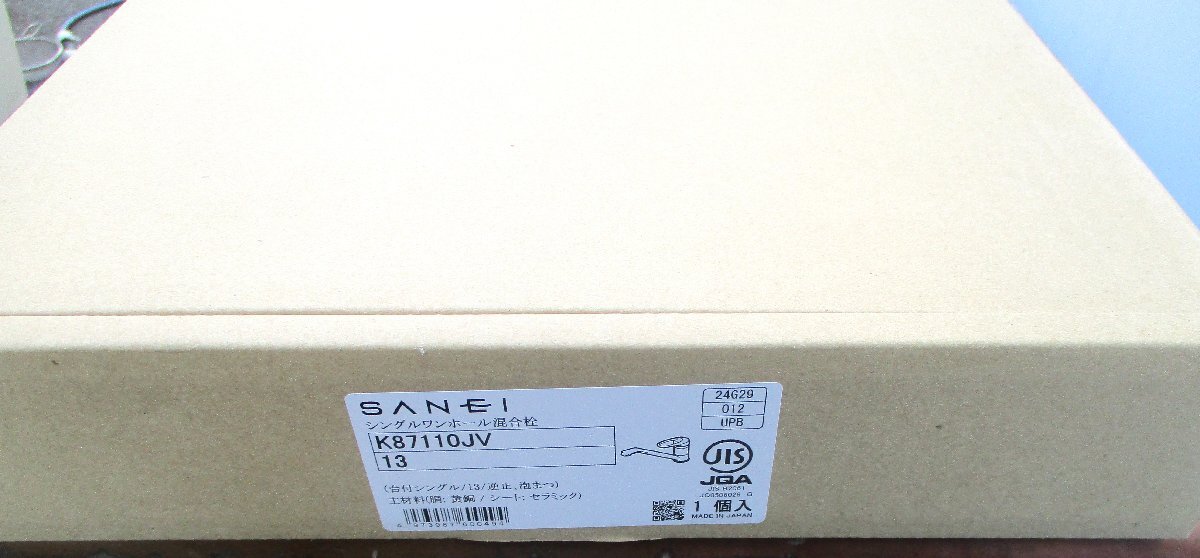 SANEI
シングルワンホール混合栓
K87110JV
13
(台付シングル/13/逆止、泡まつ)
主材料(胴: 黄銅 / シート: セラミック)
24G29
012
UPB
JIS
JQA
JIS B2061
1個入
MADE IN JAPAN